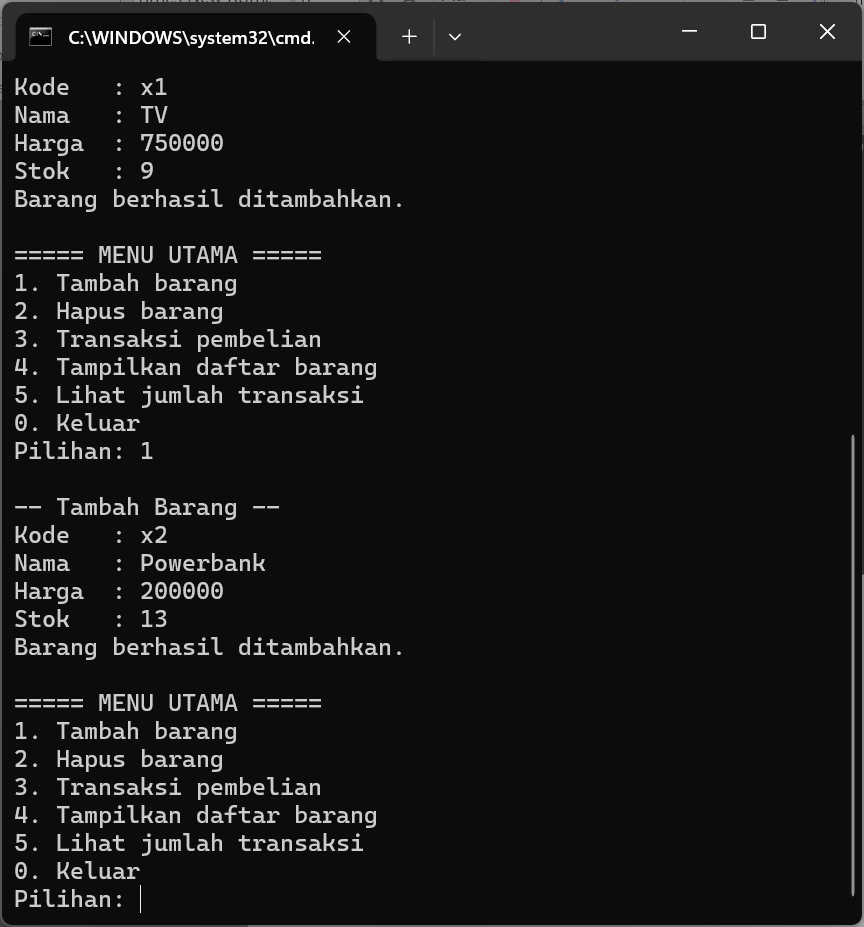 C:\WINDOWS\system32\cmd.
Kode   : x1
Nama   : TV
Harga  : 750000
Stok   : 9
Barang berhasil ditambahkan.

===== MENU UTAMA =====
1. Tambah barang
2. Hapus barang
3. Transaksi pembelian
4. Tampilkan daftar barang
5. Lihat jumlah transaksi
0. Keluar
Pilihan: 1

-- Tambah Barang --
Kode   : x2
Nama   : Powerbank
Harga  : 200000
Stok   : 13
Barang berhasil ditambahkan.

===== MENU UTAMA =====
1. Tambah barang
2. Hapus barang
3. Transaksi pembelian
4. Tampilkan daftar barang
5. Lihat jumlah transaksi
0. Keluar
Pilihan: